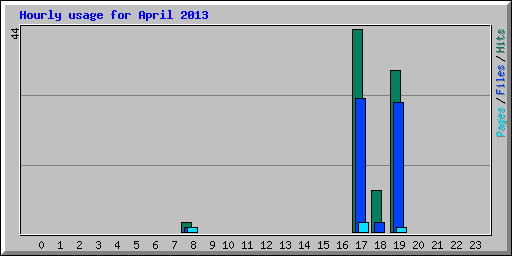 Hourly usage for April 2013
44
Pages/Files/Hits
0 1 2 3 4 5 6 7 8 9 10 11 12 13 14 15 16 17 18 19 20 21 22 23